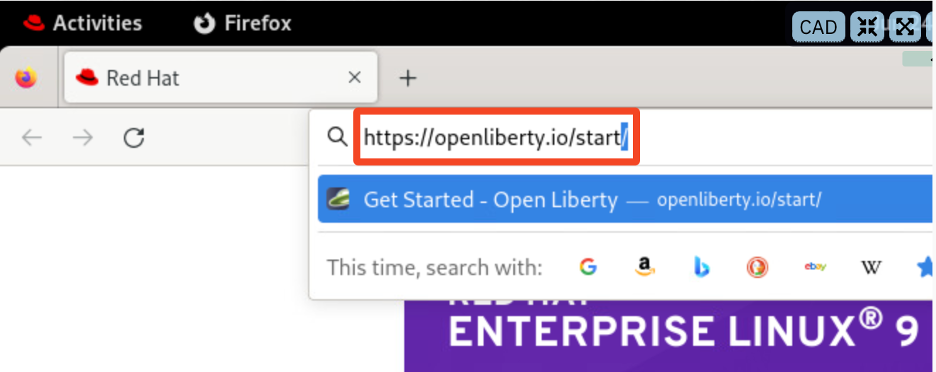 Activities Firefox
CAD
Red Hat
https://openliberty.io/start/
Get Started - Open Liberty — openliberty.io/start/
This time, search with: G a b ebay W
ENTERPRISE LINUX® 9